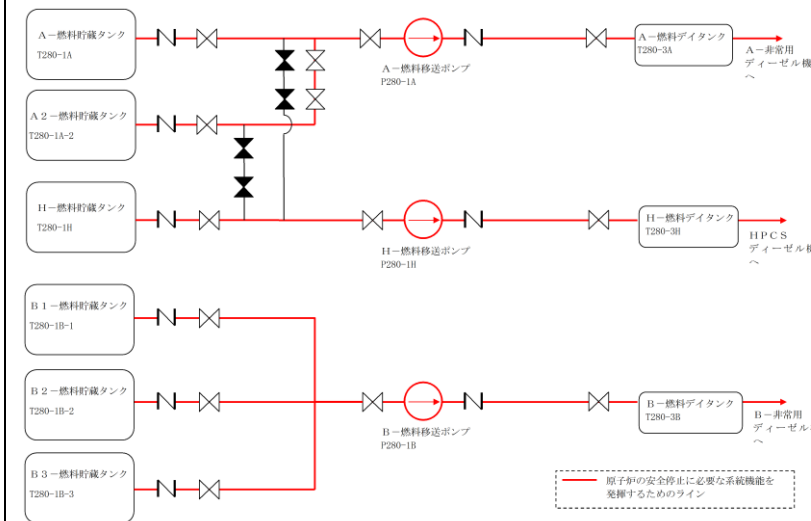 A－燃料貯蔵タンク
T280-1A
A－燃料移送ポンプ
P280-1A
A－燃料デイタンク
T280-3A
A－非常用
ディーゼル機
へ
A2－燃料貯蔵タンク
T280-1A-2
H－燃料貯蔵タンク
T280-1H
H－燃料移送ポンプ
P280-1H
H－燃料デイタンク
T280-3H
HPCS
ディーゼル機
へ
B1－燃料貯蔵タンク
T280-1B-1
B2－燃料貯蔵タンク
T280-1B-2
B－燃料移送ポンプ
P280-1B
B－燃料デイタンク
T280-3B
B－非常用
ディーゼル
へ
B3－燃料貯蔵タンク
T280-1B-3
原子炉の安全停止に必要な系統機能を
発揮するためのライン